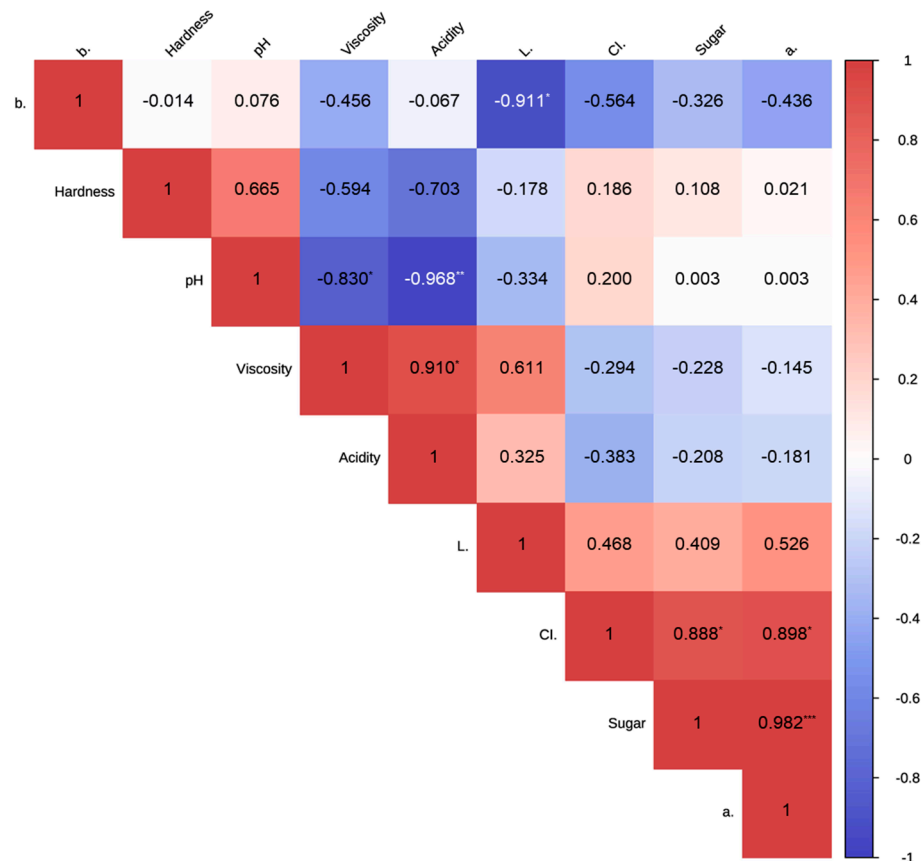 b. Hardness pH Viscosity Acidity L. Cl. Sugar a.
b. 1 -0.014 0.076 -0.456 -0.067 -0.911* -0.564 -0.326 -0.436
Hardness 1 0.665 -0.594 -0.703 -0.178 0.186 0.108 0.021
pH 1 -0.830* -0.968** -0.334 0.200 0.003 0.003
Viscosity 1 0.910* 0.611 -0.294 -0.228 -0.145
Acidity 1 0.325 -0.383 -0.208 -0.181
L. 1 0.468 0.409 0.526
Cl. 1 0.888* 0.898*
Sugar 1 0.982***
a. 1
1
0.8
0.6
0.4
0.2
0
-0.2
-0.4
-0.6
-0.8
-1